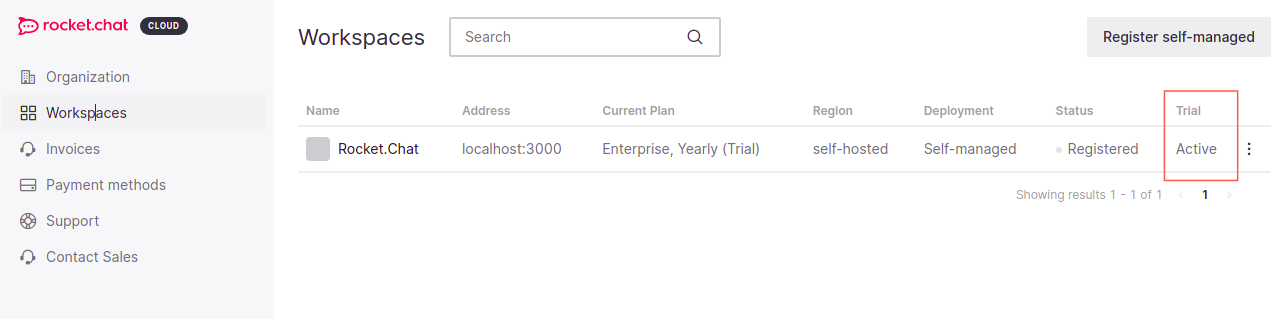 rocket.chat CLOUD
Organization
Workspaces
Invoices
Payment methods
Support
Contact Sales
Workspaces Search Register self-managed
Name Address Current Plan Region Deployment Status Trial
Rocket.Chat localhost:3000 Enterprise, Yearly (Trial) self-hosted Self-managed Registered Active
Showing results 1 - 1 of 1 1